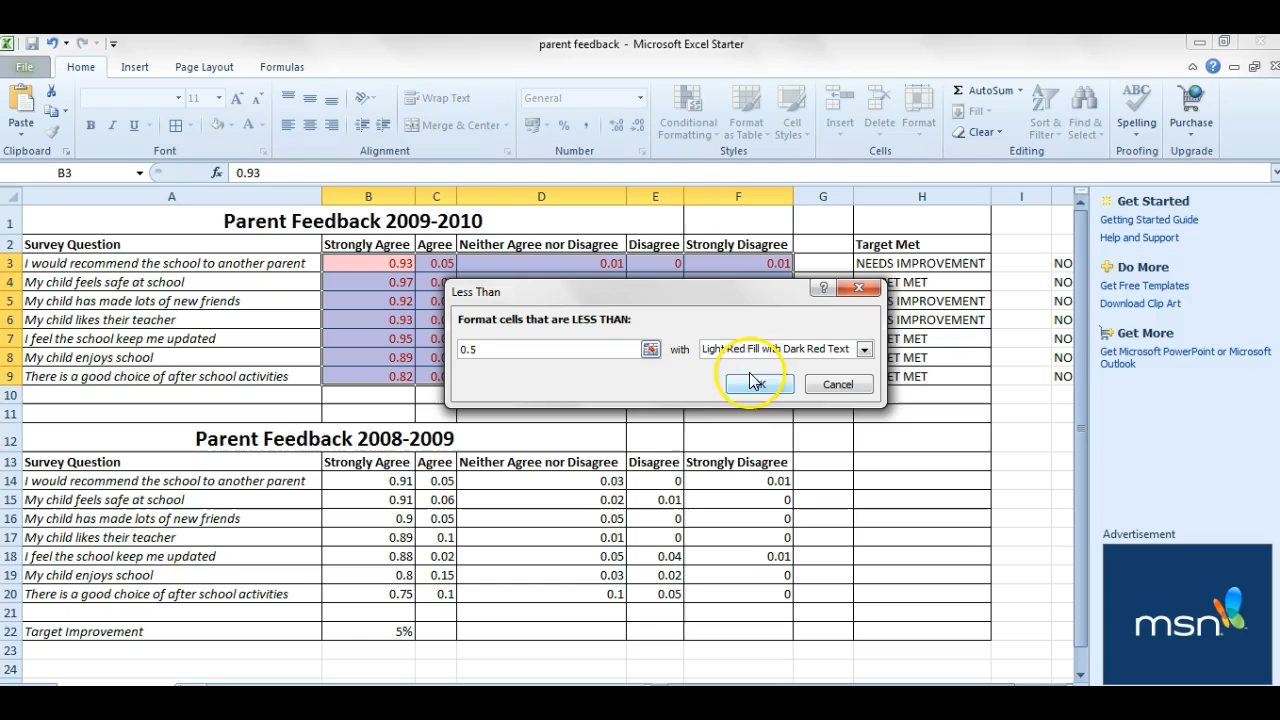 parent feedback - Microsoft Excel Starter
File Home Insert Page Layout Formulas
Paste
11
Wrap Text
General
Conditional Formatting
Format as Table
Cell Styles
Insert
Delete
Format
AutoSum
Fill
Clear
Sort & Filter
Find & Select
Spelling
Purchase
Merge & Center
Clipboard Font Alignment Number Styles Cells Editing Proofing Upgrade
B3 fx 0.93
A B C D E F G H I
1 Parent Feedback 2009-2010
2 Survey Question Strongly Agree Agree Neither Agree nor Disagree Disagree Strongly Disagree Target Met
3 I would recommend the school to another parent 0.93 0.05 0.01 0 0.01 NEEDS IMPROVEMENT
4 My child feels safe at school 0.97
5 My child has made lots of new friends 0.92 S IMPROVEMENT
6 My child likes their teacher 0.93 S IMPROVEMENT
7 I feel the school keep me updated 0.95
8 My child enjoys school 0.89
9 There is a good choice of after school activities 0.82
10
11
12 Parent Feedback 2008-2009
13 Survey Question Strongly Agree Agree Neither Agree nor Disagree Disagree Strongly Disagree
14 I would recommend the school to another parent 0.91 0.05 0.03 0 0.01
15 My child feels safe at school 0.91 0.06 0.02 0.01 0
16 My child has made lots of new friends 0.9 0.05 0.05 0 0
17 My child likes their teacher 0.89 0.1 0.01 0 0
18 I feel the school keep me updated 0.88 0.02 0.05 0.04 0.01
19 My child enjoys school 0.8 0.15 0.03 0.02 0
20 There is a good choice of after school activities 0.75 0.1 0.1 0.05 0
21
22 Target Improvement 5%
23
24
Less Than
Format cells that are LESS THAN:
0.5 with Light Red Fill with Dark Red Text
Cancel
Get Started
Getting Started Guide
Help and Support
Do More
Get Free Templates
Download Clip Art
Get More
Get Microsoft PowerPoint or Microsoft
Outlook
Advertisement
msn